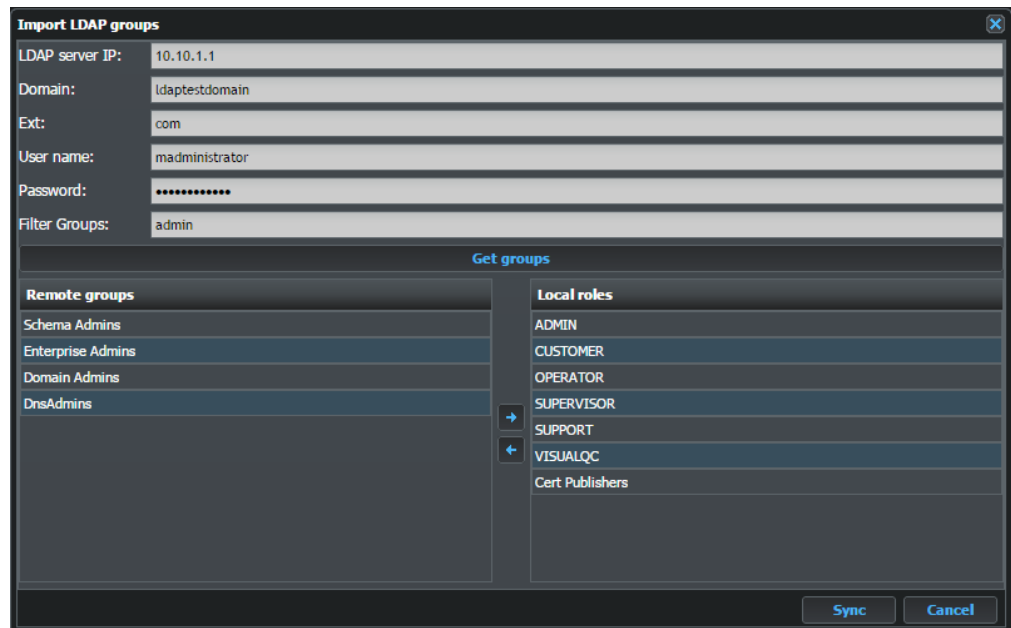 Import LDAP groups
LDAP server IP: 10.10.1.1
Domain: ldaptestdomain
Ext: com
User name: madministrator
Password: ••••••••••••
Filter Groups: admin
Get groups
Remote groups
Schema Admins
Enterprise Admins
Domain Admins
DnsAdmins
Local roles
ADMIN
CUSTOMER
OPERATOR
SUPERVISOR
SUPPORT
VISUALQC
Cert Publishers
Sync Cancel